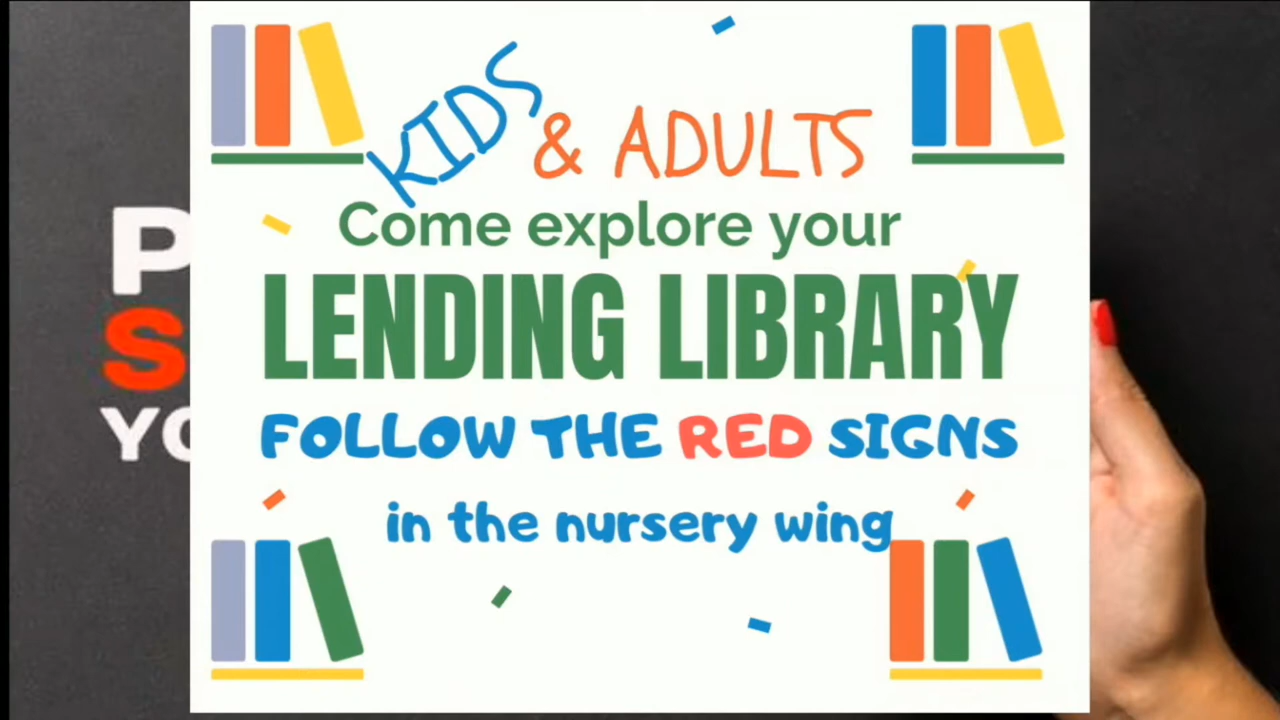 KIDS & ADULTS
Come explore your
LENDING LIBRARY
FOLLOW THE RED SIGNS
in the nursery wing